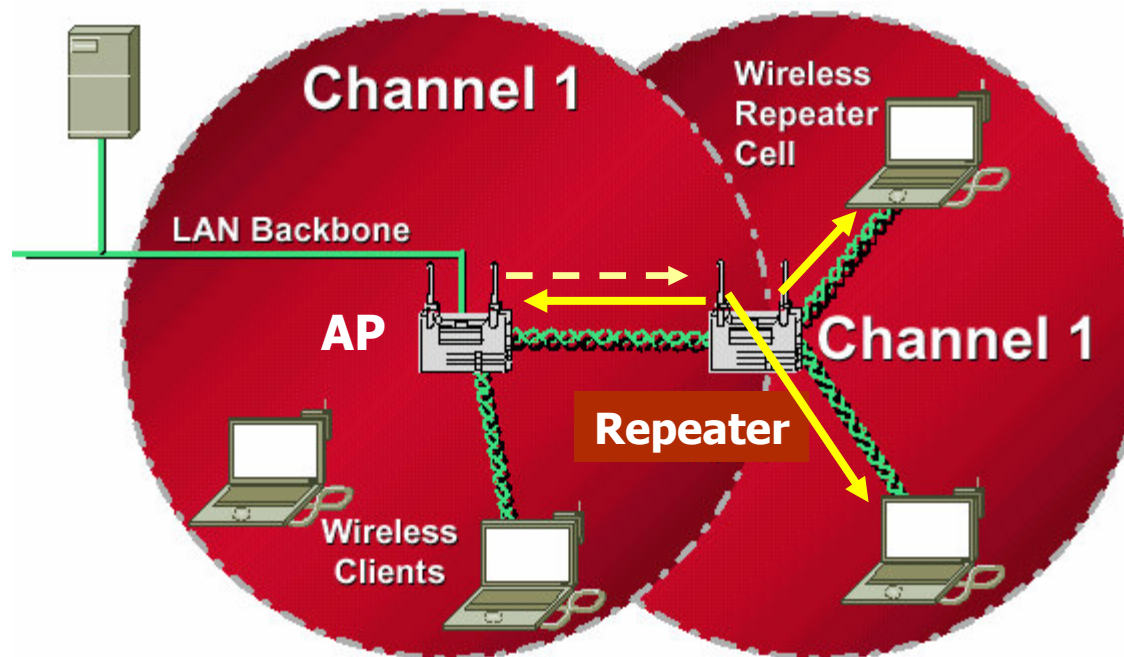 Channel 1
Wireless
Repeater
Cell
LAN Backbone
AP
Channel 1
Repeater
Wireless
Clients